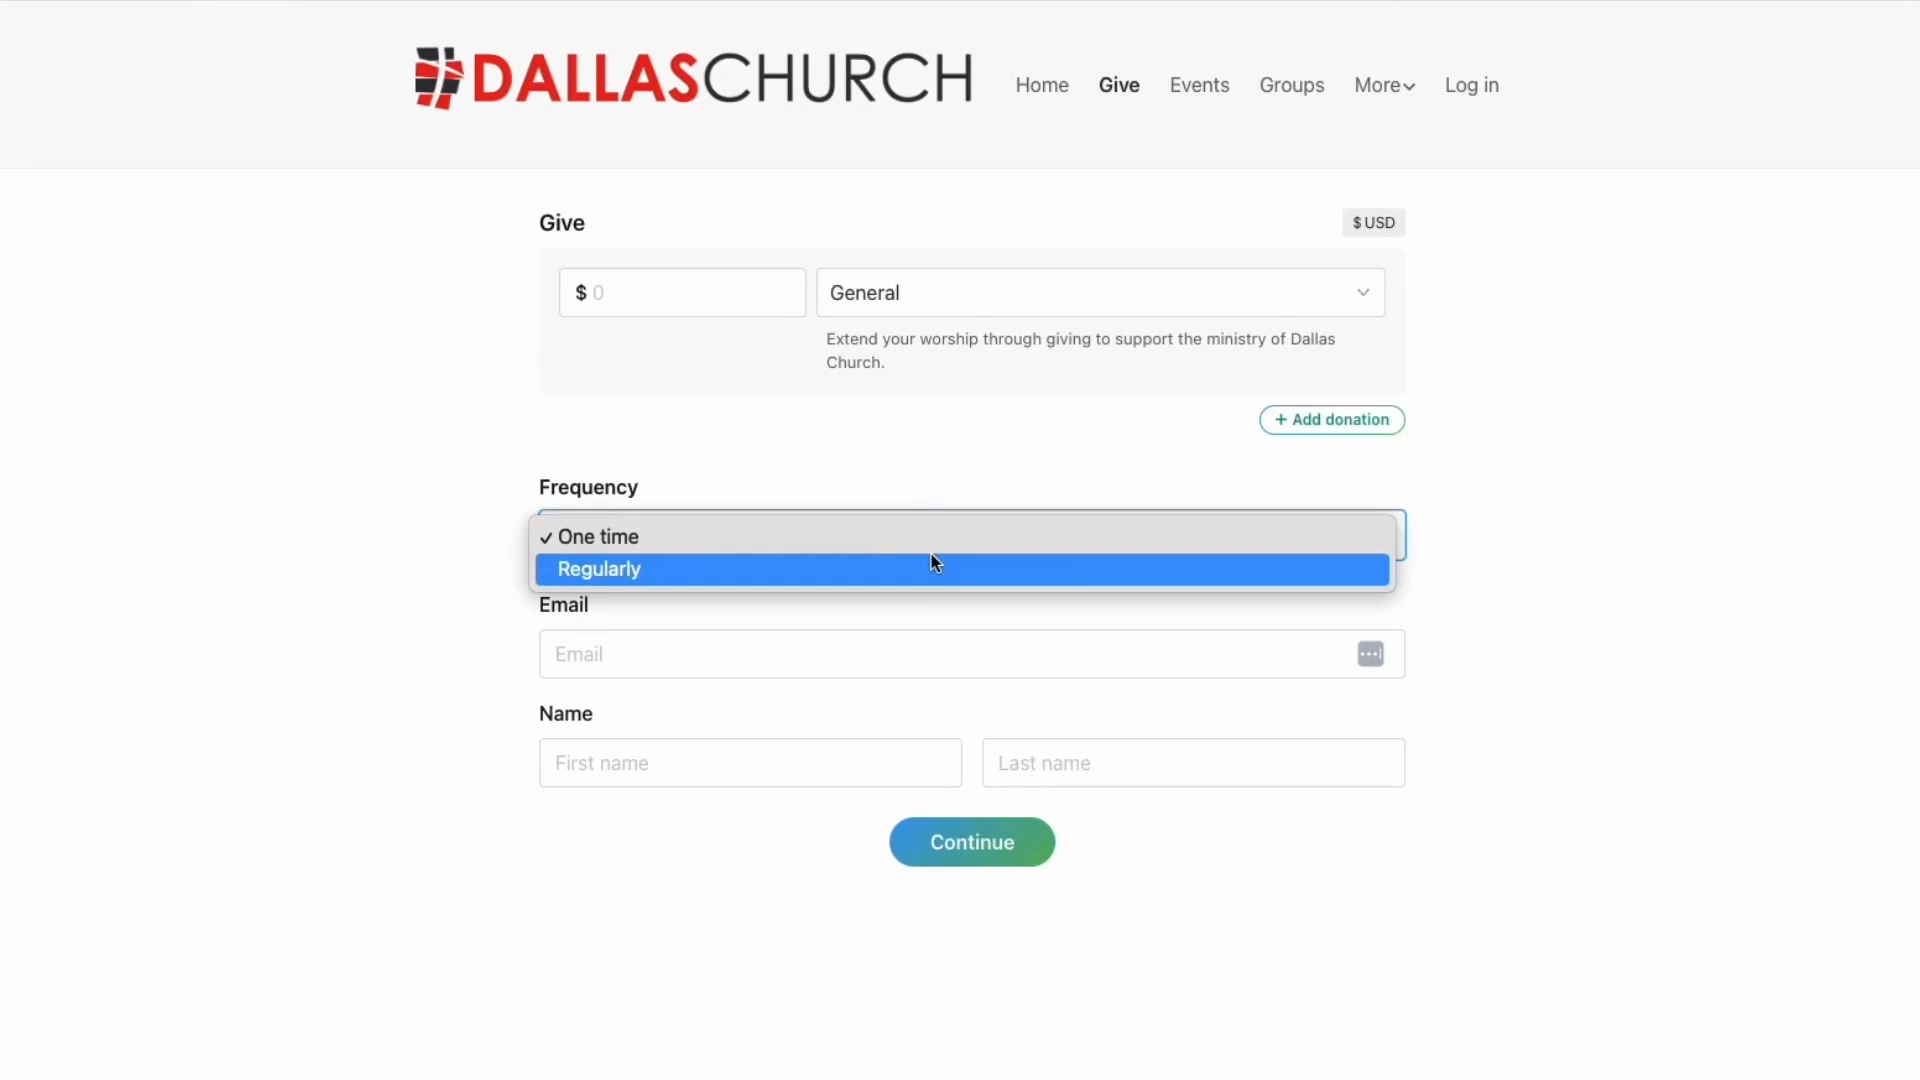 DALLASCHURCH
Home Give Events Groups More Log in
Give
$ USD
$ 0
General
Extend your worship through giving to support the ministry of Dallas
Church.
+ Add donation
Frequency
✓ One time
Regularly
Email
Email
Name
First name
Last name
Continue